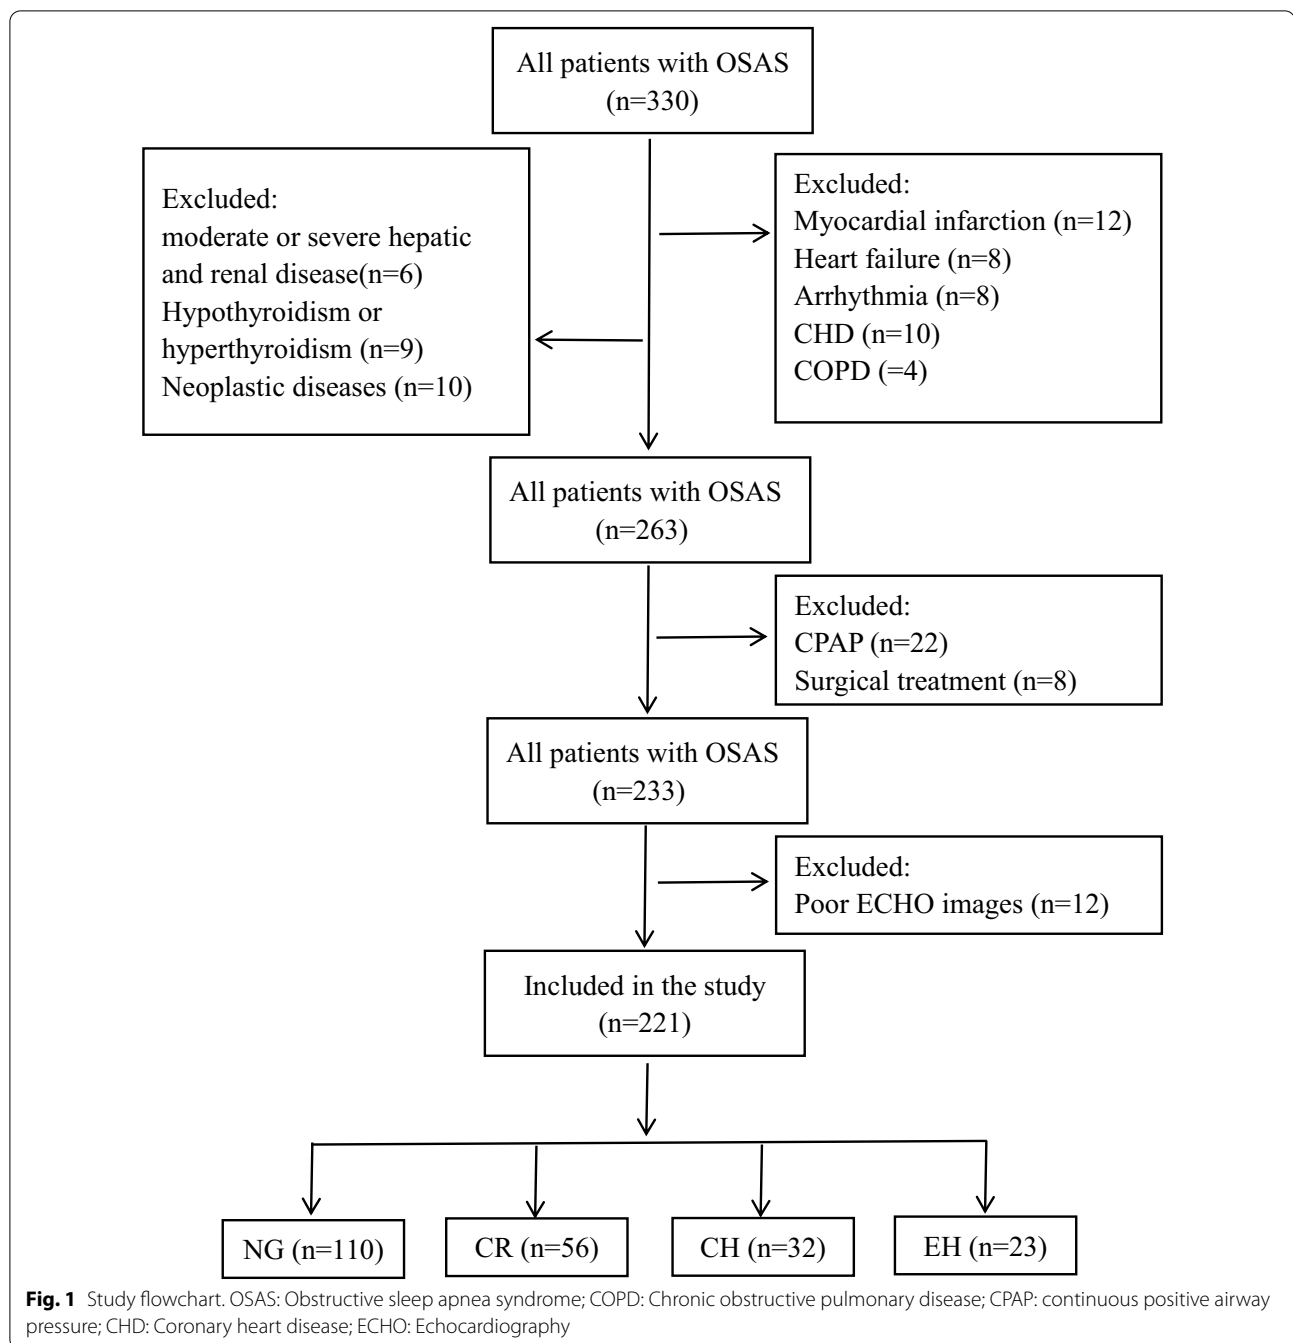 All patients with OSAS
(n=330)
Excluded:
moderate or severe hepatic
and renal disease(n=6)
Hypothyroidism or
hyperthyroidism (n=9)
Neoplastic diseases (n=10)
Excluded:
Myocardial infarction (n=12)
Heart failure (n=8)
Arrhythmia (n=8)
CHD (n=10)
COPD (=4)
All patients with OSAS
(n=263)
Excluded:
CPAP (n=22)
Surgical treatment (n=8)
All patients with OSAS
(n=233)
Excluded:
Poor ECHO images (n=12)
Included in the study
(n=221)
NG (n=110)
CR (n=56)
CH (n=32)
EH (n=23)
Fig. 1 Study flowchart. OSAS: Obstructive sleep apnea syndrome; COPD: Chronic obstructive pulmonary disease; CPAP: continuous positive airway
pressure; CHD: Coronary heart disease; ECHO: Echocardiography